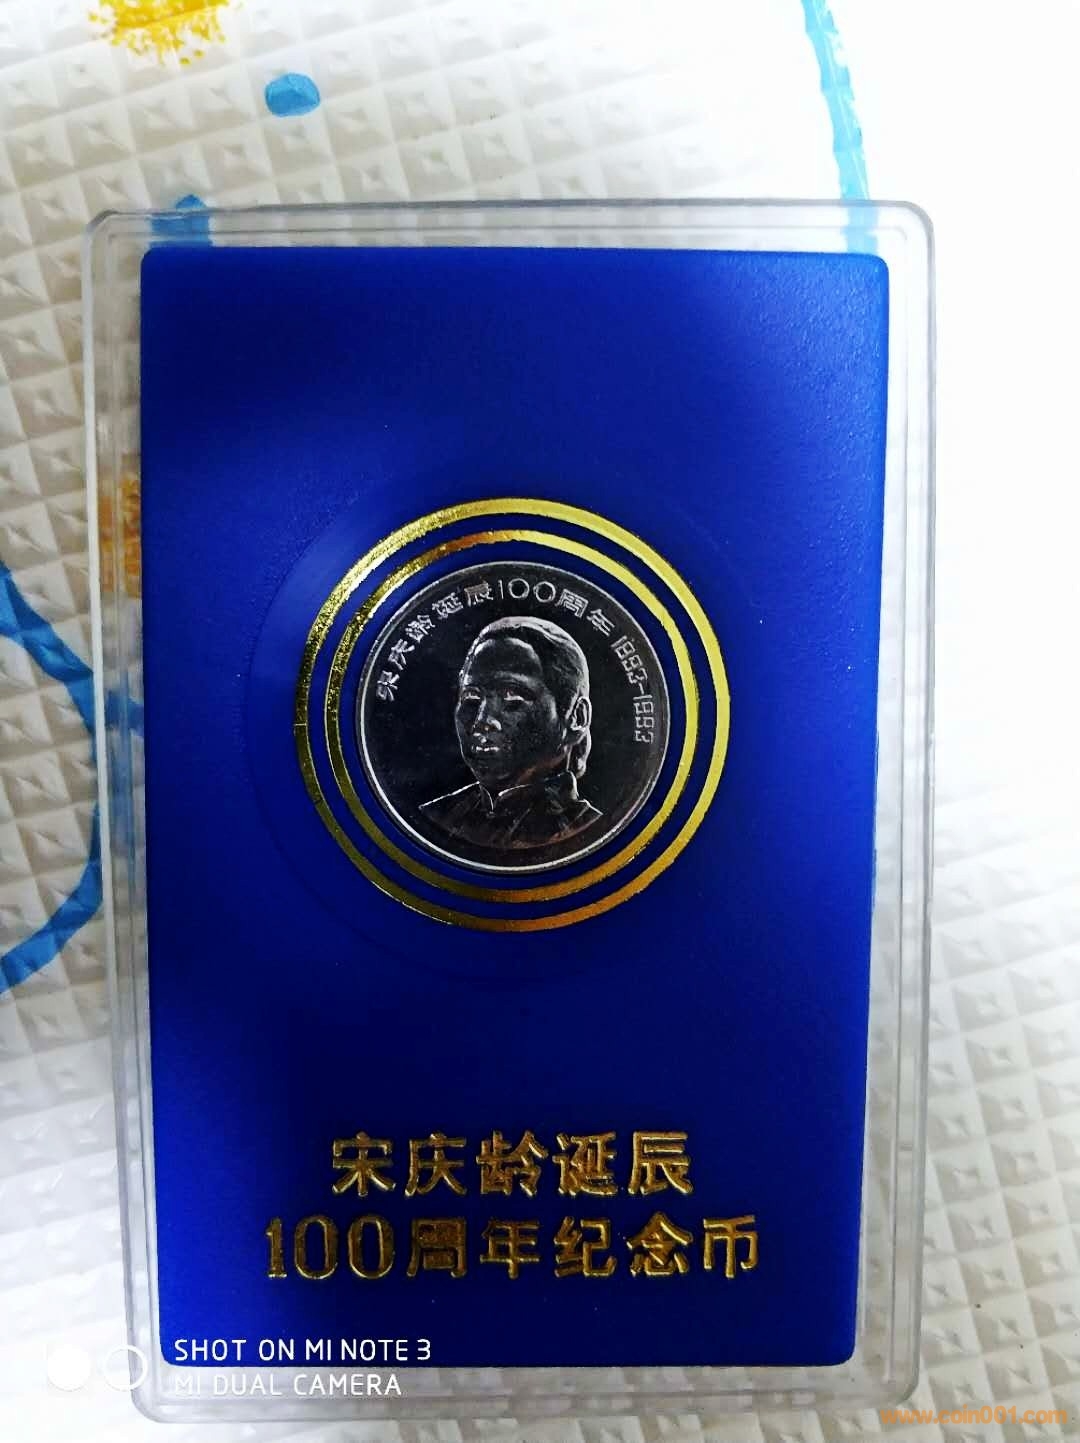 宋庆龄诞辰100周年 1893-1993
宋庆龄诞辰
100周年纪念币
SHOT ON MI NOTE 3
MI DUAL CAMERA
www.coin001.com